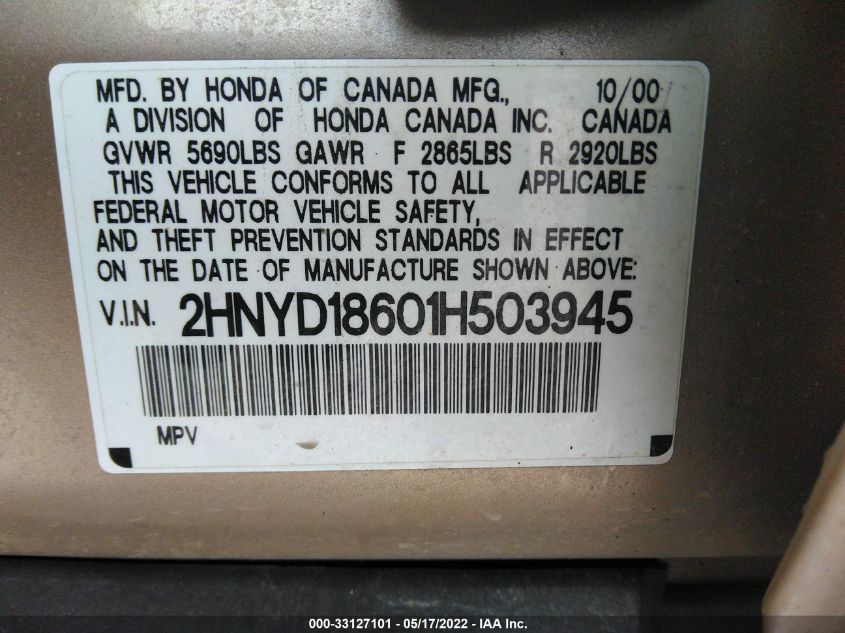 MFD. BY HONDA OF CANADA MFG., 10/00
A DIVISION OF HONDA CANADA INC. CANADA
GVWR 5690LBS GAWR F 2865LBS R 2920LBS
THIS VEHICLE CONFORMS TO ALL APPLICABLE
FEDERAL MOTOR VEHICLE SAFETY,
AND THEFT PREVENTION STANDARDS IN EFFECT
ON THE DATE OF MANUFACTURE SHOWN ABOVE:
V.I.N. 2HNYD18601H503945
MPV
000-33127101 - 05/17/2022 - IAA Inc.